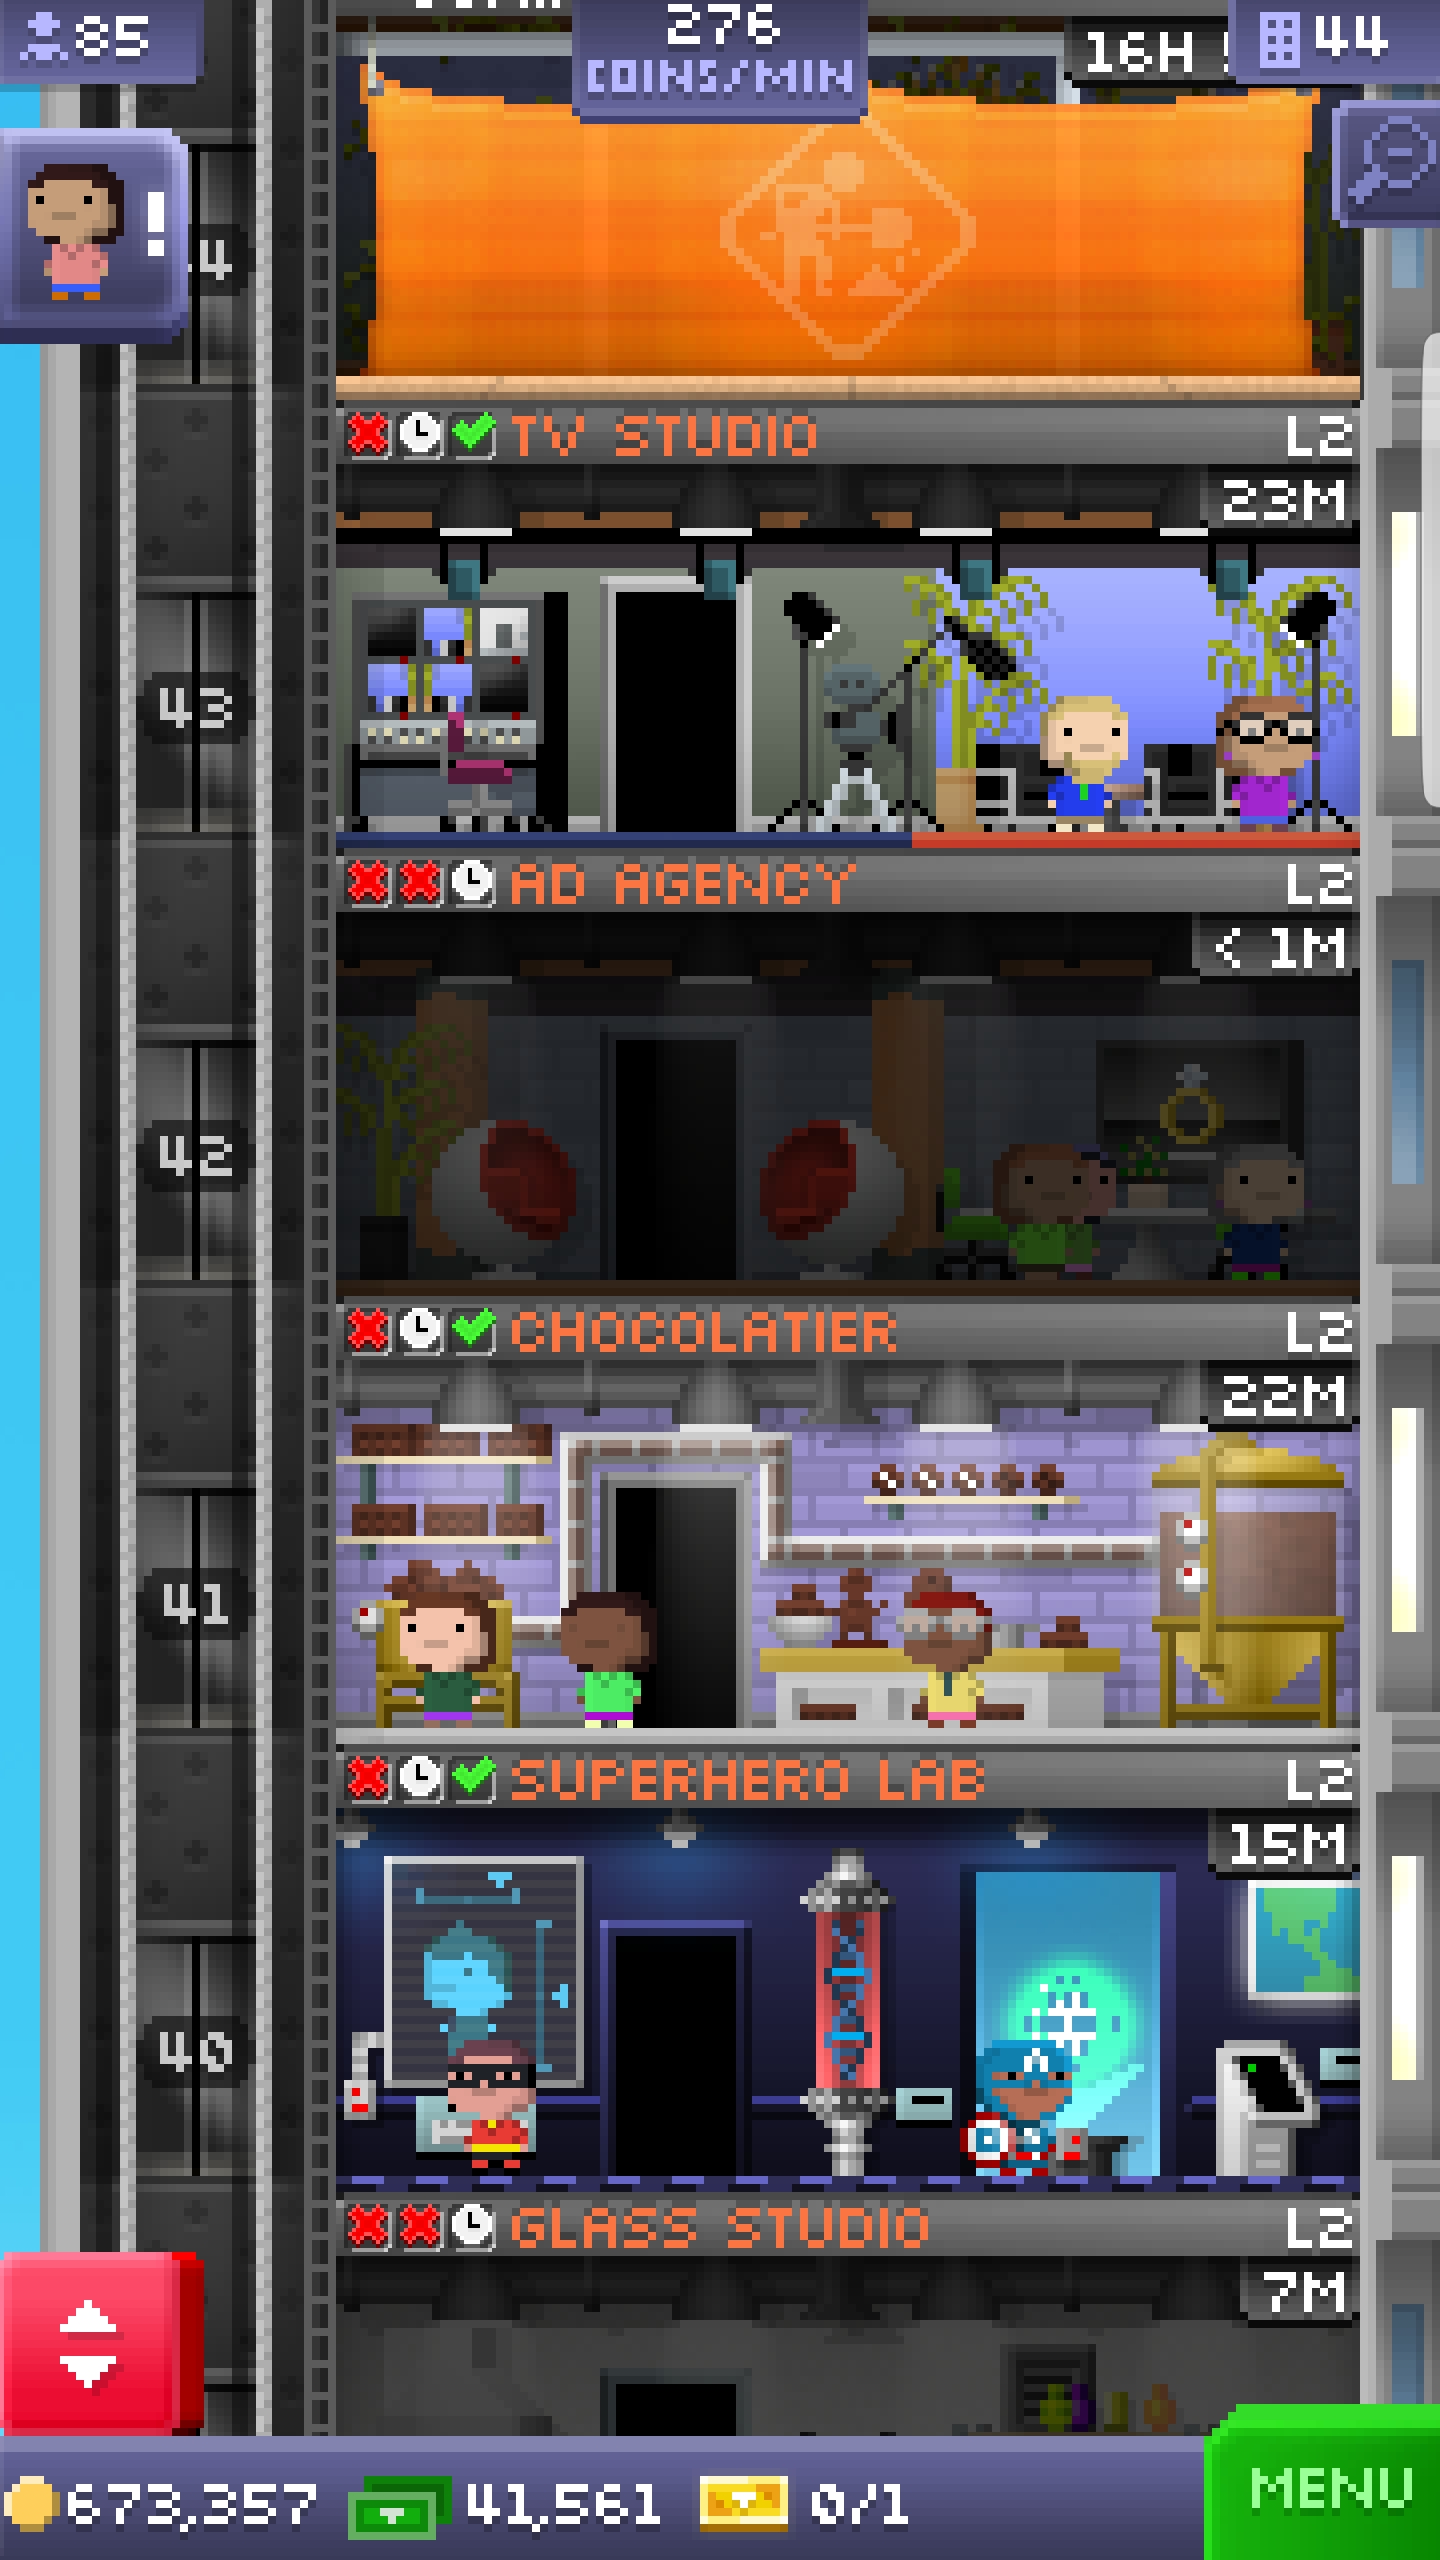 85
276
COINS/MIN
16H
44
!
TV STUDIO L2
23M
43
AD AGENCY L2
< 1M
42
CHOCOLATIER L2
22M
41
SUPERHERO LAB L2
15M
40
GLASS STUDIO L2
7M
673,357 41,561 0/1
MENU